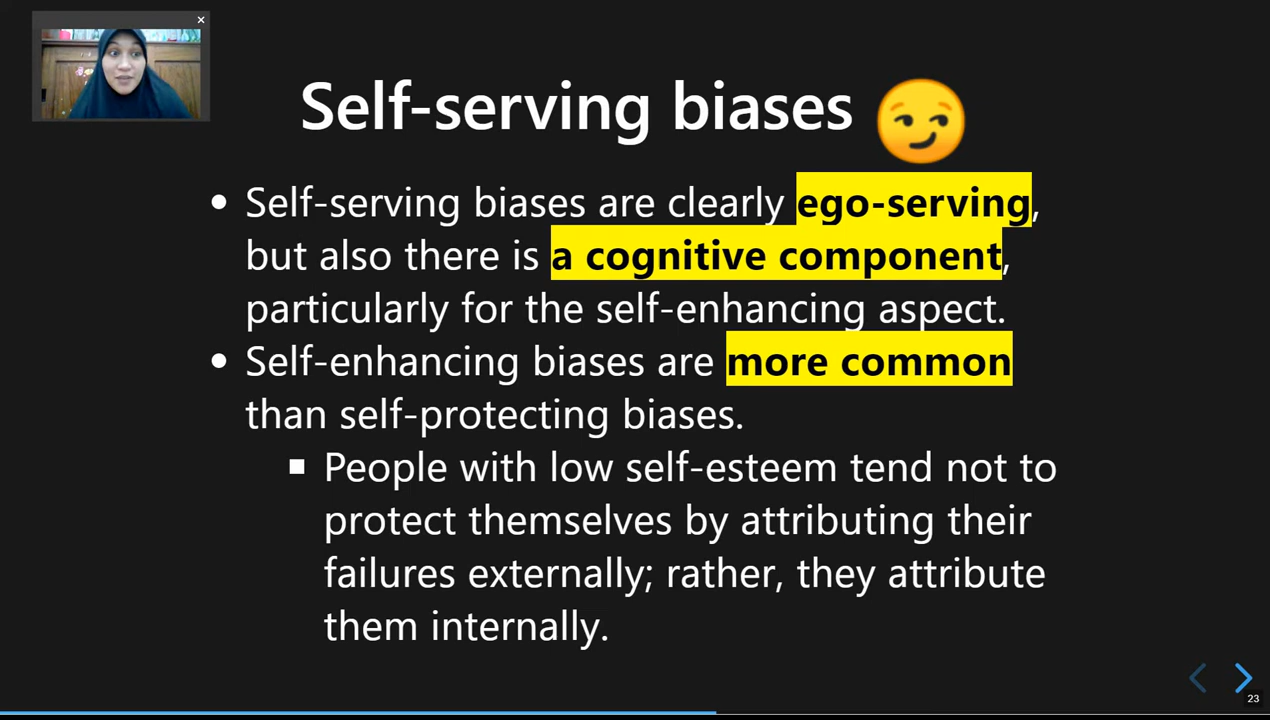 Self-serving biases
Self-serving biases are clearly ego-serving,
but also there is a cognitive component,
particularly for the self-enhancing aspect.
Self-enhancing biases are more common
than self-protecting biases.
People with low self-esteem tend not to
protect themselves by attributing their
failures externally; rather, they attribute
them internally.
23